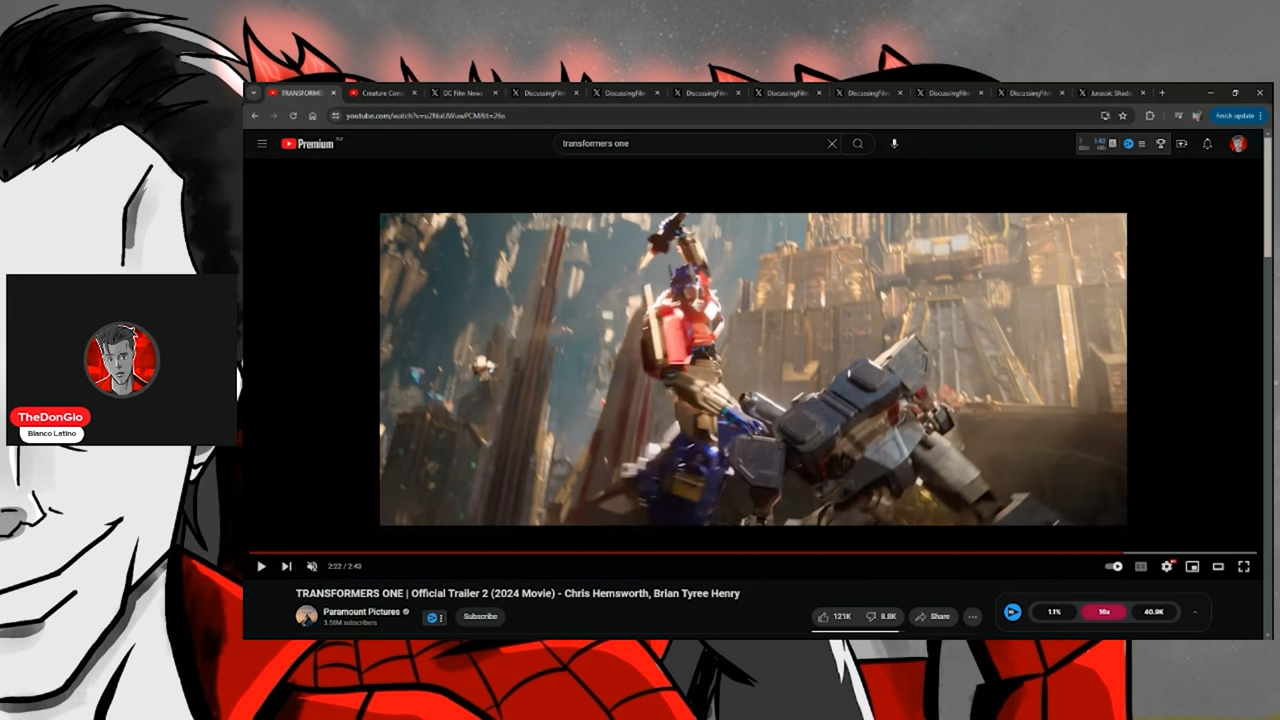 TRANSFORME
Creature Com
DC Film News
DiscussingFilm
DiscussingFilm
DiscussingFilm
DiscussingFilm
DiscussingFilm
DiscussingFilm
DiscussingFilm
Jurassic Shado
youtube.com/watch?v=u2NuUWuwPCM&t=26s
Finish update
Premium
transformers one
140
TheDonGio
Blanco Latino
2:22 / 2:43
TRANSFORMERS ONE | Official Trailer 2 (2024 Movie) - Chris Hemsworth, Brian Tyree Henry
Paramount Pictures
3.56M subscribers
Subscribe
121K
8.8K
Share
1.1%
16x
40.9K